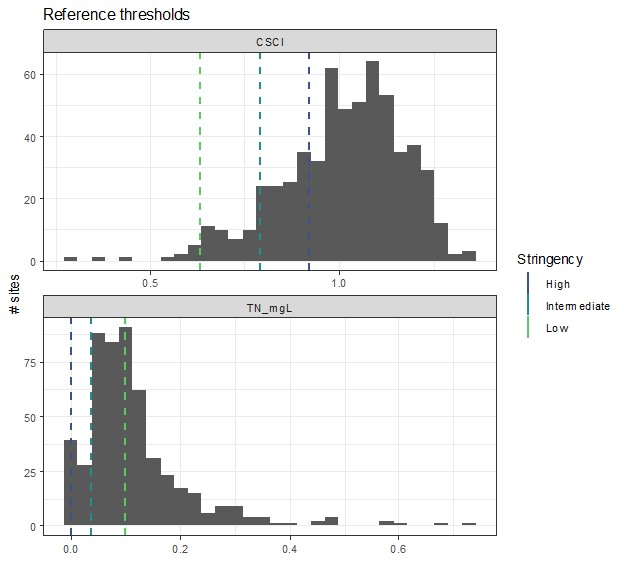 Reference thresholds
CSCI
60
40
20
0
0.5 1.0
# sites
TN_mgL
75
50
25
0
0.0 0.2 0.4 0.6
Stringency
High
Intermediate
Low